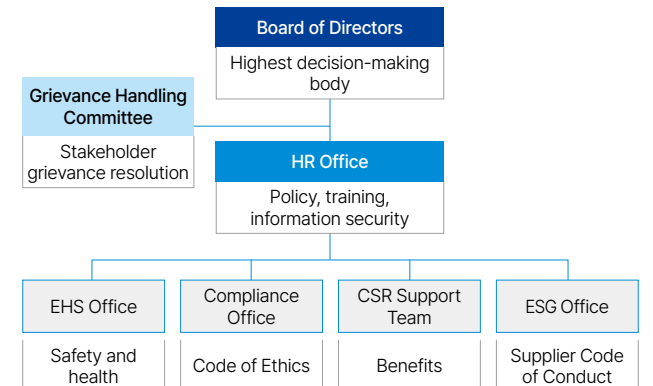 Board of Directors
Highest decision-making
body
Grievance Handling
Committee
Stakeholder
grievance resolution
HR Office
Policy, training,
information security
EHS Office
Compliance
Office
CSR Support
Team
ESG Office
Safety and
health
Code of Ethics
Benefits
Supplier Code
of Conduct